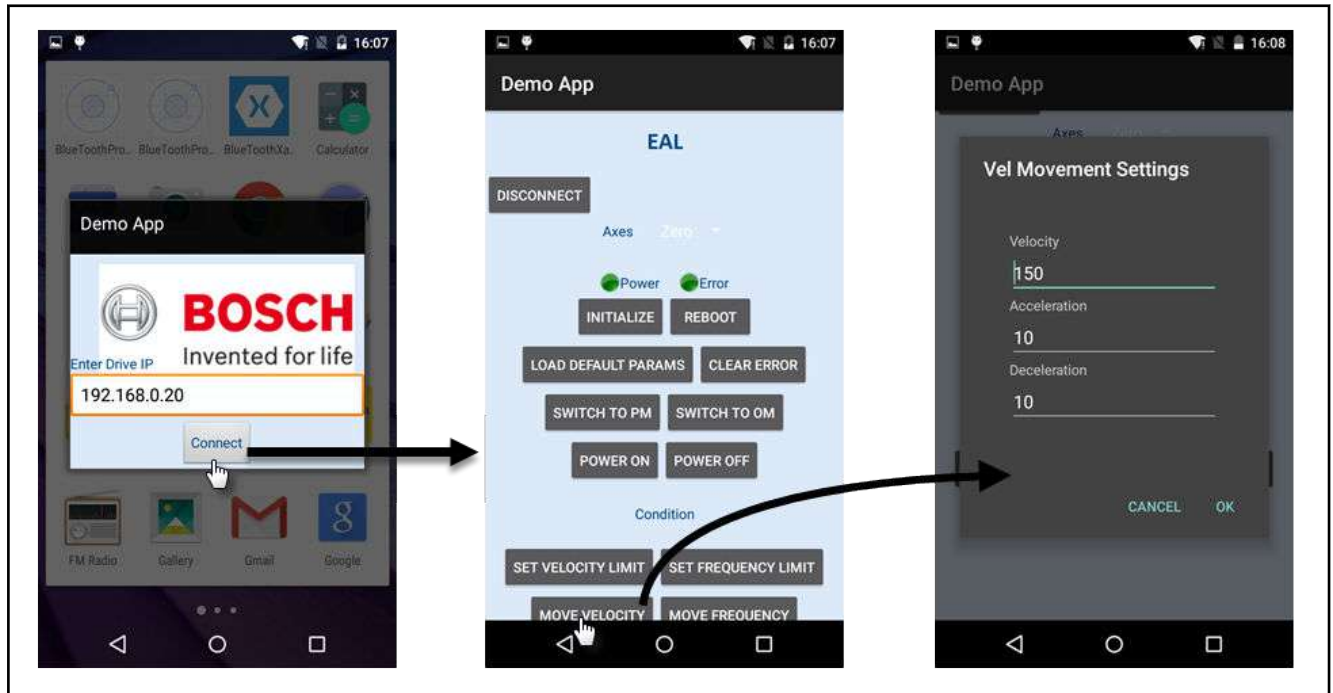 16:07
BlueToothPro..
BlueToothPro..
BlueToothXa.
Calculator
Demo App
BOSCH
Invented for life
Enter Drive IP
192.168.0.20
Connect
FM Radio
Gallery
Gmail
Google
16:07
Demo App
EAL
DISCONNECT
Axes Zero
Power Error
INITIALIZE REBOOT
LOAD DEFAULT PARAMS CLEAR ERROR
SWITCH TO PM SWITCH TO OM
POWER ON POWER OFF
Condition
SET VELOCITY LIMIT SET FREQUENCY LIMIT
MOVE VELOCITY MOVE FREQUENCY
16:08
Demo App
Axes Zero
Vel Movement Settings
Velocity
150
Acceleration
10
Deceleration
10
CANCEL OK